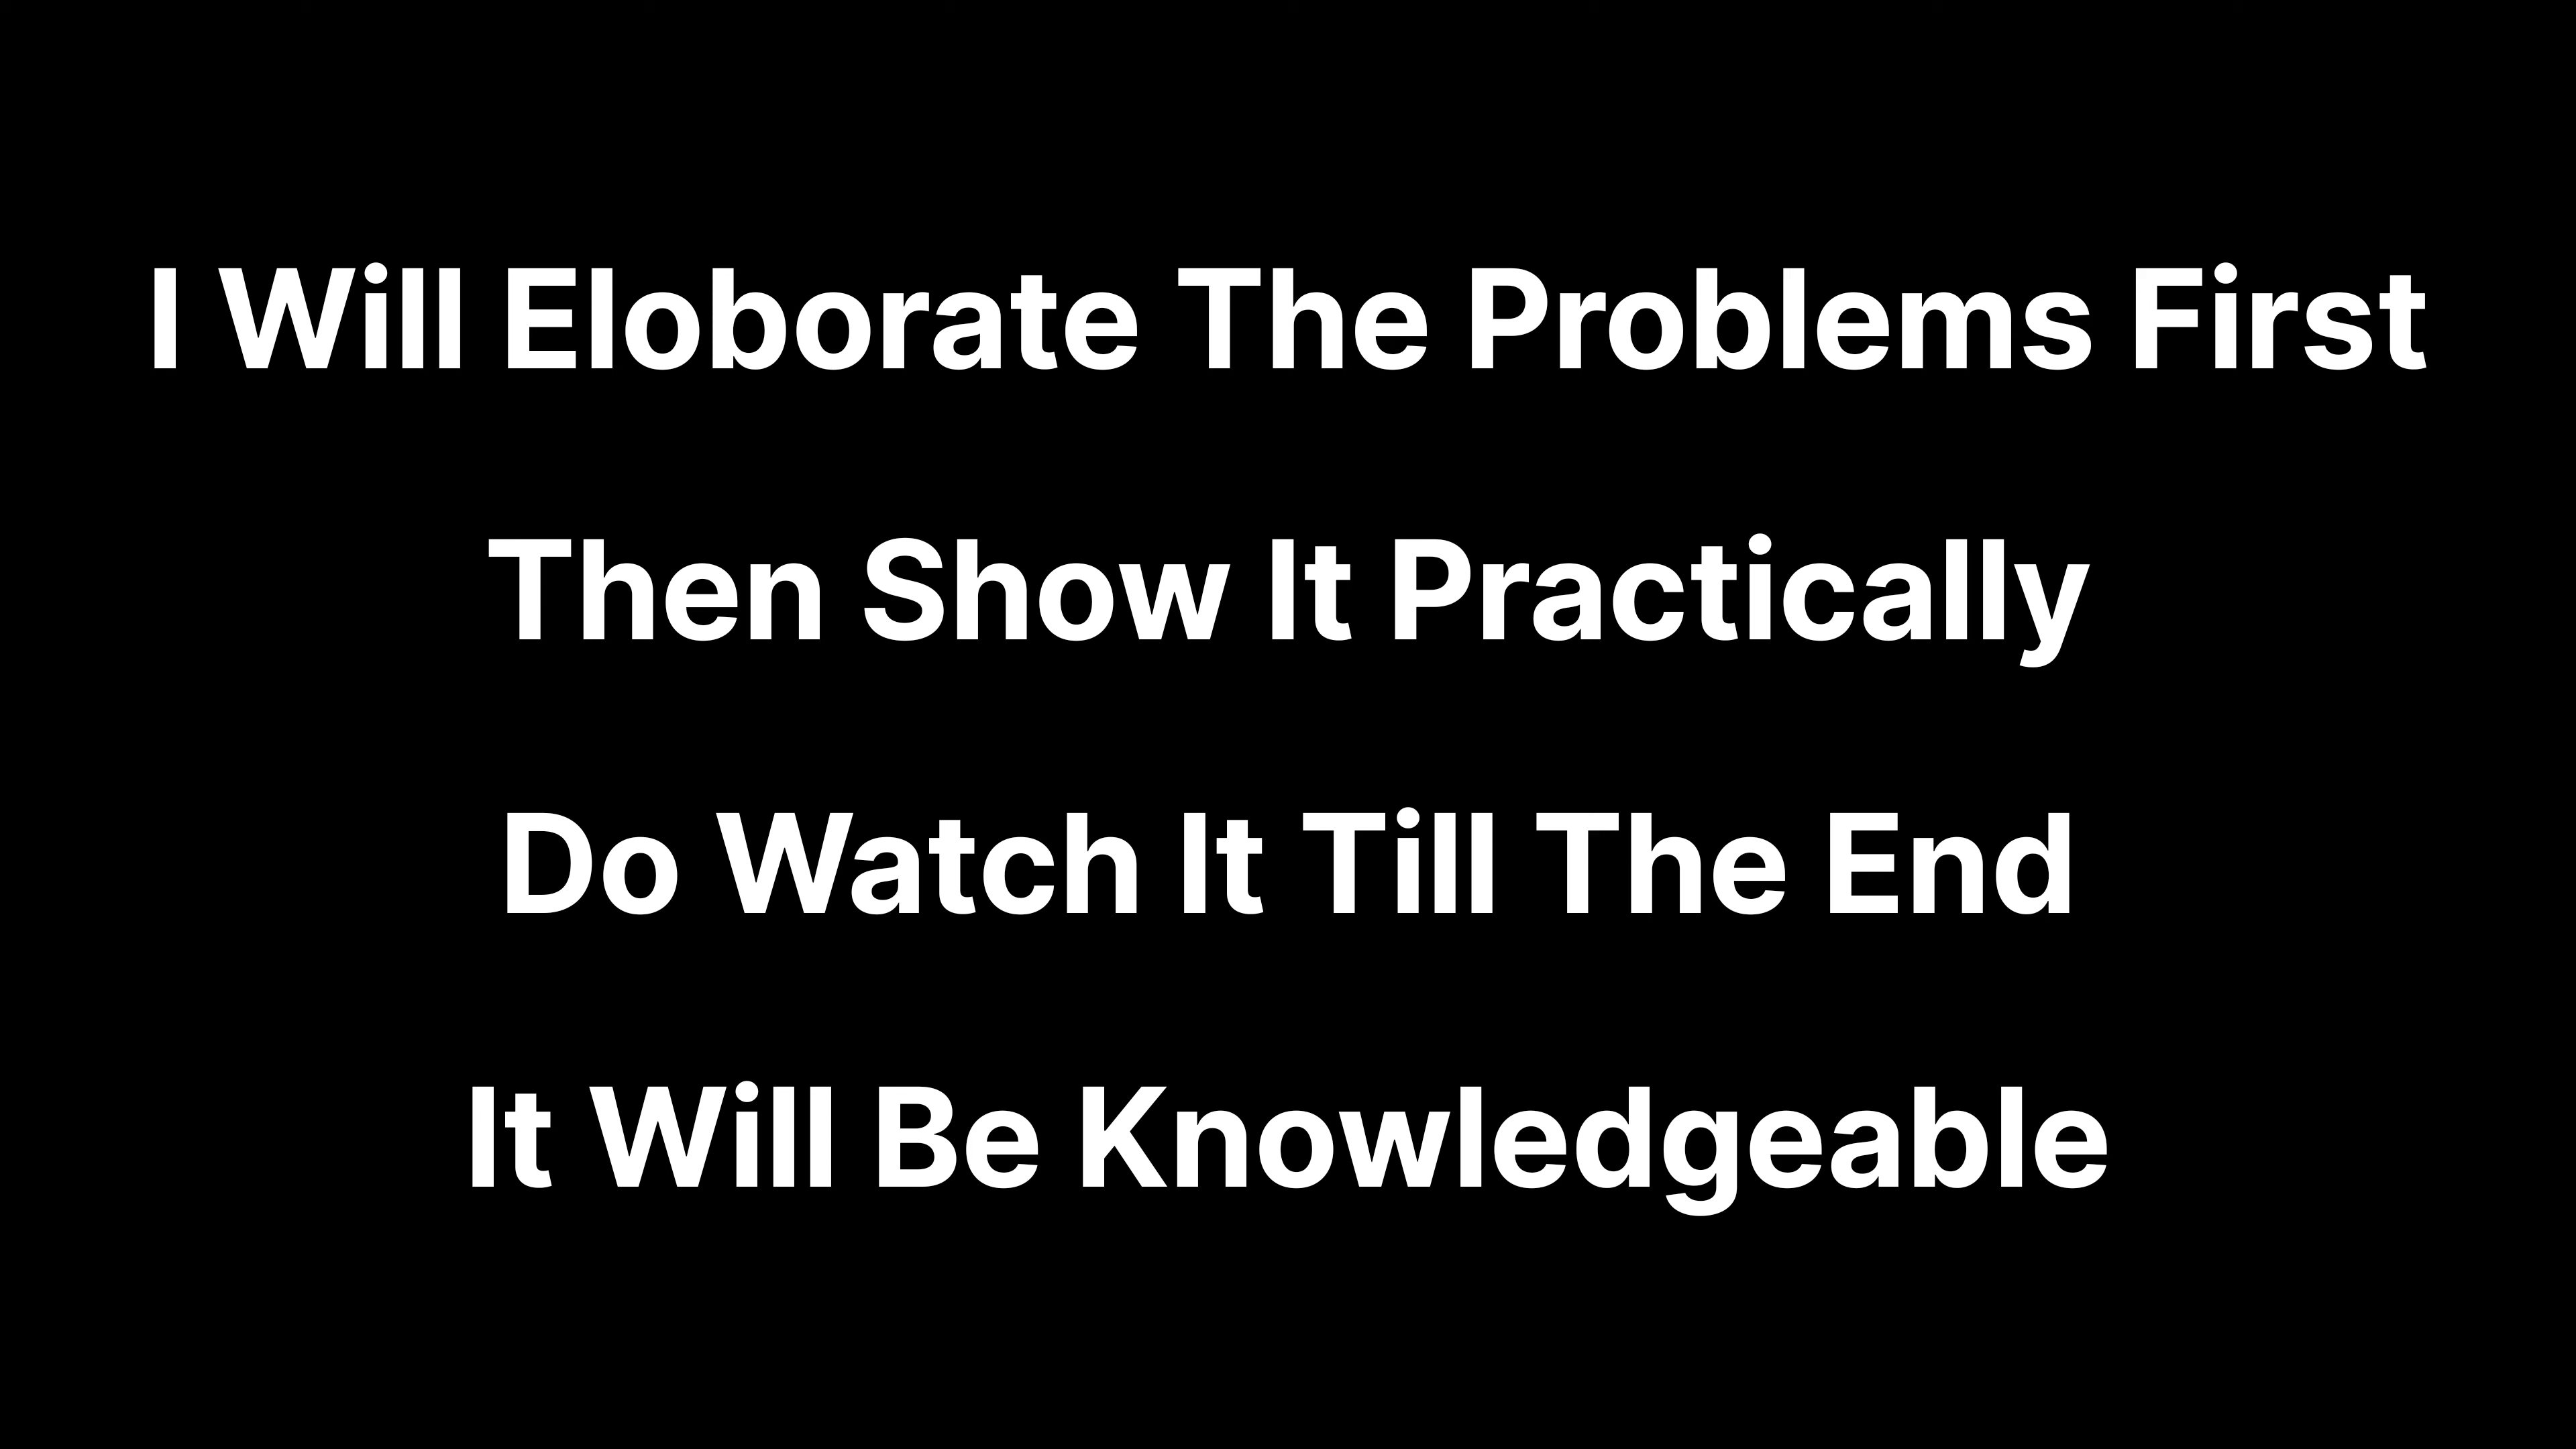 I Will Eloborate The Problems First
Then Show It Practically
Do Watch It Till The End
It Will Be Knowledgeable